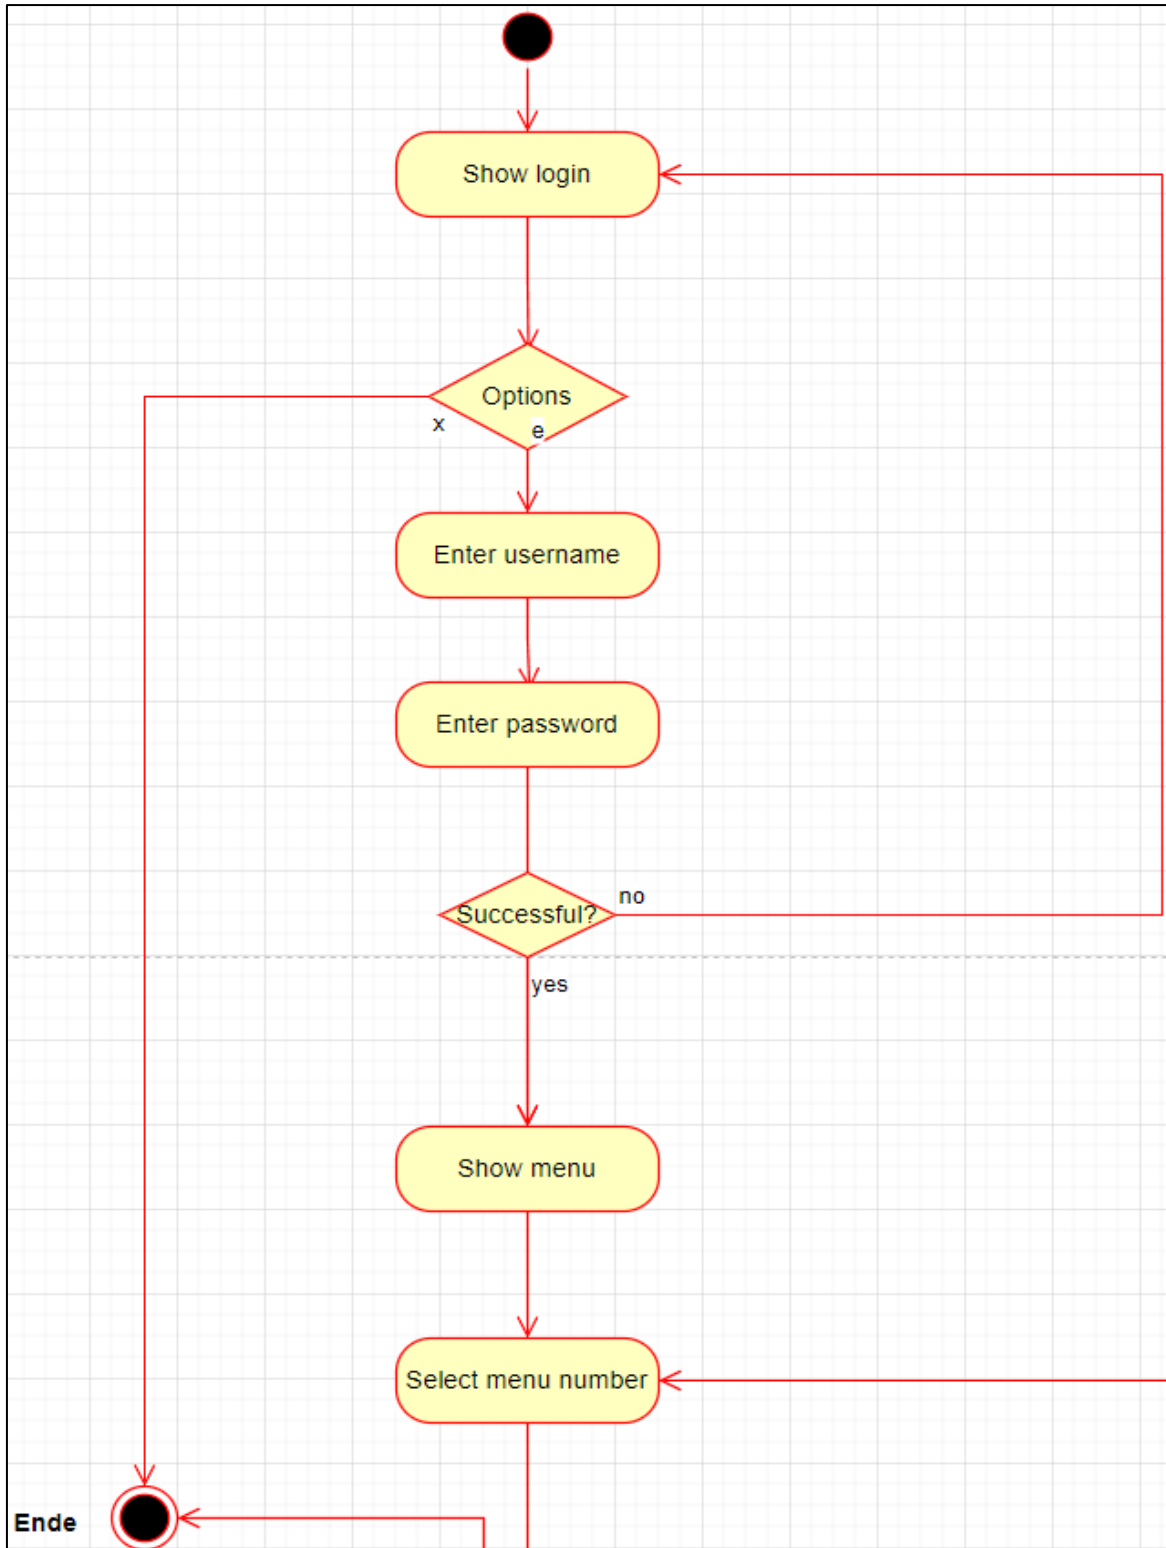 Show login
Options
x
e
Enter username
Enter password
Successful?
no
yes
Show menu
Select menu number
Ende